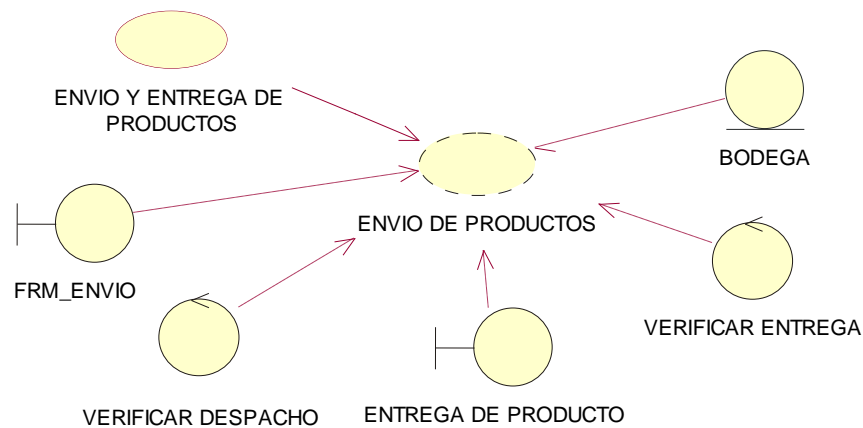 ENVIO Y ENTREGA DE
PRODUCTOS
BODEGA
ENVIO DE PRODUCTOS
FRM_ENVIO
VERIFICAR ENTREGA
VERIFICAR DESPACHO
ENTREGA DE PRODUCTO